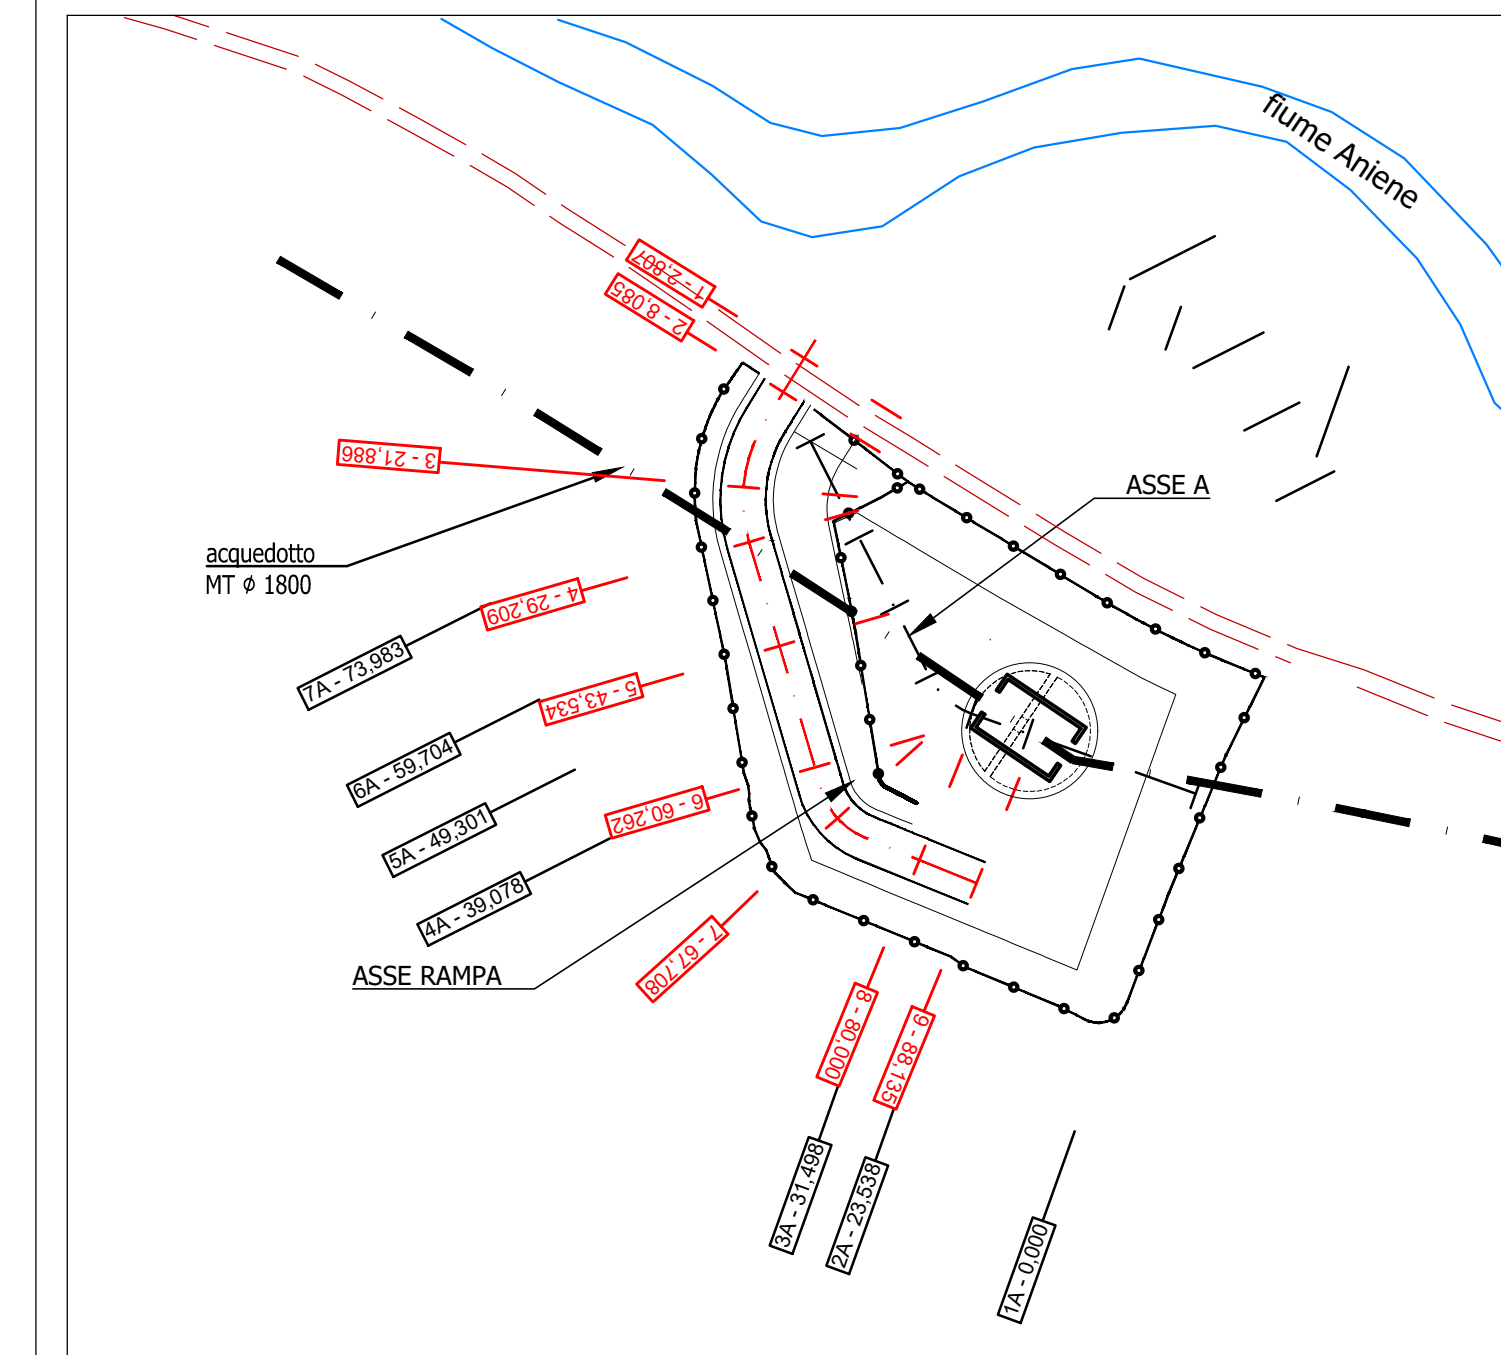 fiume Aniene
1 - 2,807
2 - 8,085
3 - 21,886
ASSE A
acquedotto
MT ϕ 1800
4 - 29,209
7A - 73,983
5 - 43,534
6A - 59,704
6 - 60,262
5A - 49,301
4A - 39,078
7 - 67,708
ASSE RAMPA
8 - 80,000
9 - 88,135
3A - 31,498
2A - 23,538
1A - 0,000